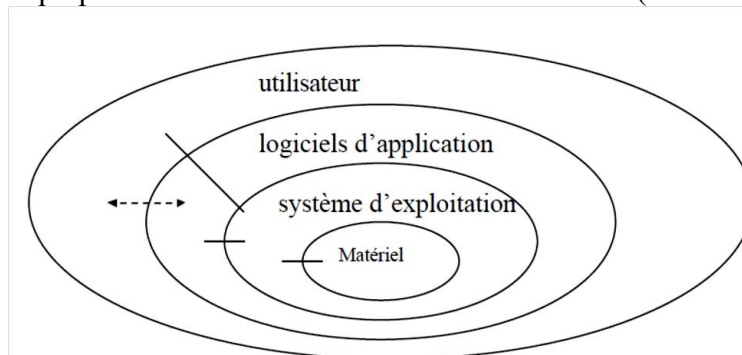 utilisateur
logiciels d'application
système d'exploitation
Matériel